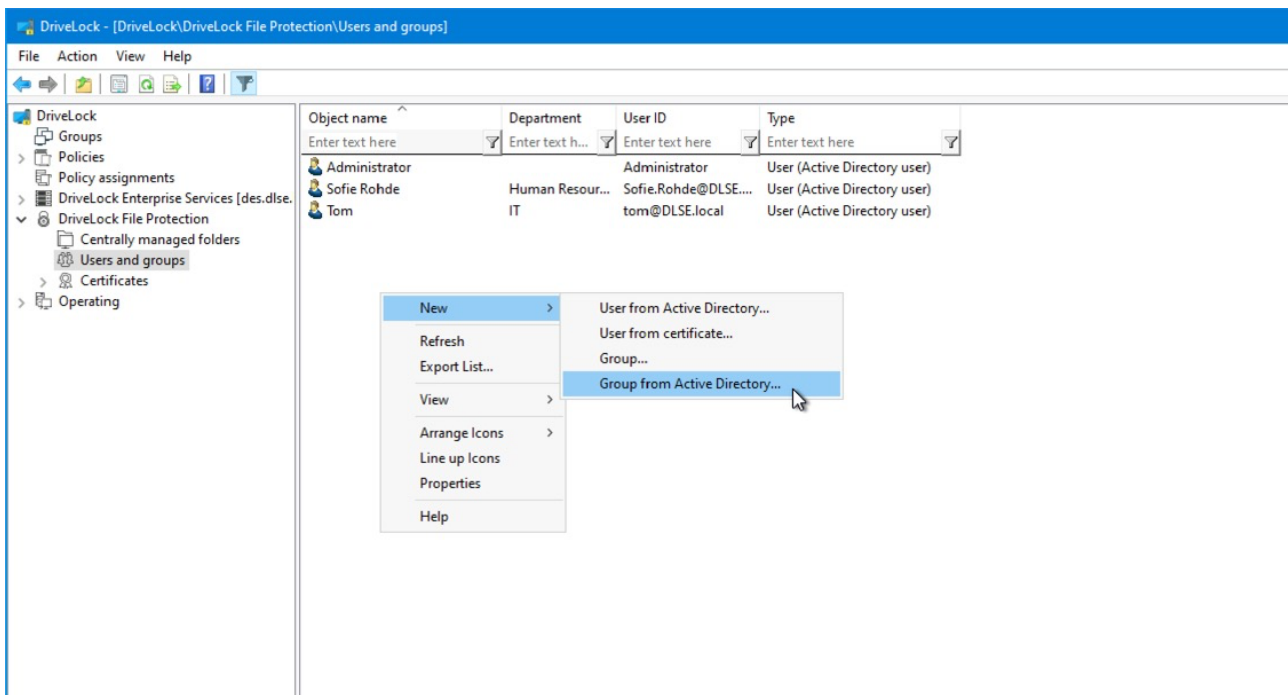 DriveLock - [DriveLock\DriveLock File Protection\Users and groups]
File Action View Help
DriveLock
Groups
Policies
Policy assignments
DriveLock Enterprise Services [des.dlse.
DriveLock File Protection
Centrally managed folders
Users and groups
Certificates
Operating
Object name Department User ID Type
Enter text here Enter text h... Enter text here Enter text here
Administrator Administrator User (Active Directory user)
Sofie Rohde Human Resour... Sofie.Rohde@DLSE.... User (Active Directory user)
Tom IT tom@DLSE.local User (Active Directory user)
New
Refresh
Export List...
View
Arrange Icons
Line up Icons
Properties
Help
User from Active Directory...
User from certificate...
Group...
Group from Active Directory...